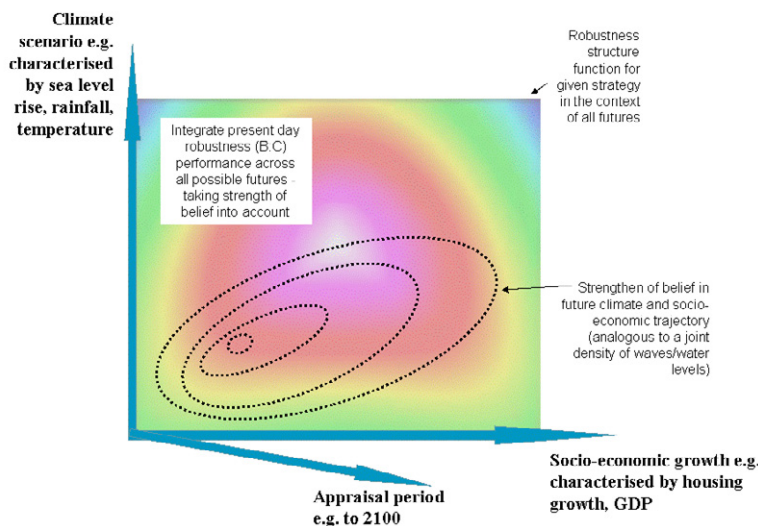 Climate
scenario e.g.
characterised
by sea level
rise, rainfall,
temperature
Robustness
structure
function for
given strategy
in the context
of all futures
Integrate present day
robustness (B.C)
performance across
all possible futures -
taking strength of
belief into account
Strengthen of belief in
future climate and socio-
economic trajectory
(analogous to a joint
density of waves/water
levels)
Socio-economic growth e.g.
characterised by housing
growth, GDP
Appraisal period
e.g. to 2100